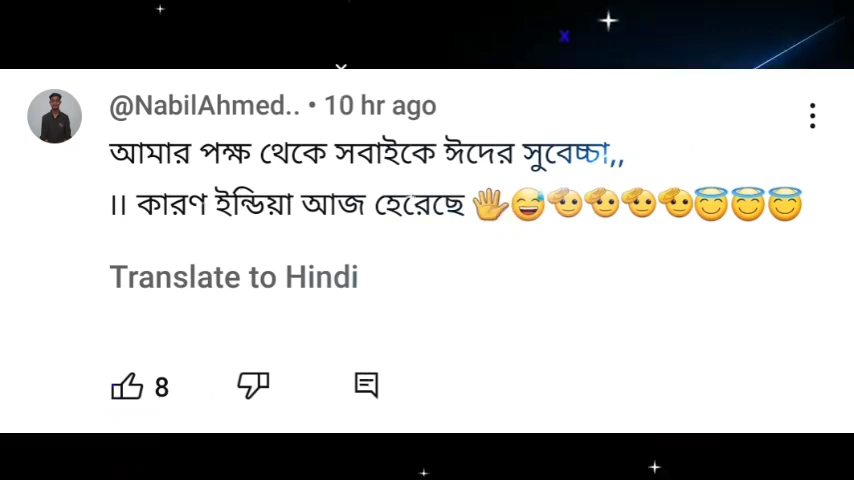 @NabilAhmed.. • 10 hr ago
আমার পক্ষ থেকে সবাইকে ঈদের সুবেচ্চা,,
।। কারণ ইন্ডিয়া আজ হেরেছে 🖐😅🫡🫡🫡🫡😇😇😇
Translate to Hindi
8